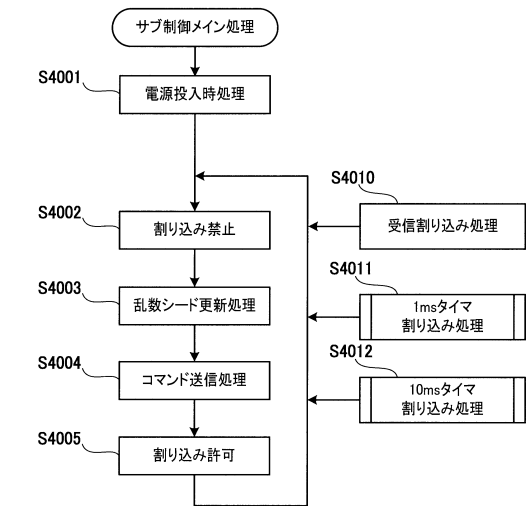 サブ制御メイン処理
S4001
電源投入時処理
S4002
割り込み禁止
S4003
乱数シード更新処理
S4004
コマンド送信処理
S4005
割り込み許可
S4010
受信割り込み処理
S4011
1msタイマ
割り込み処理
S4012
10msタイマ
割り込み処理